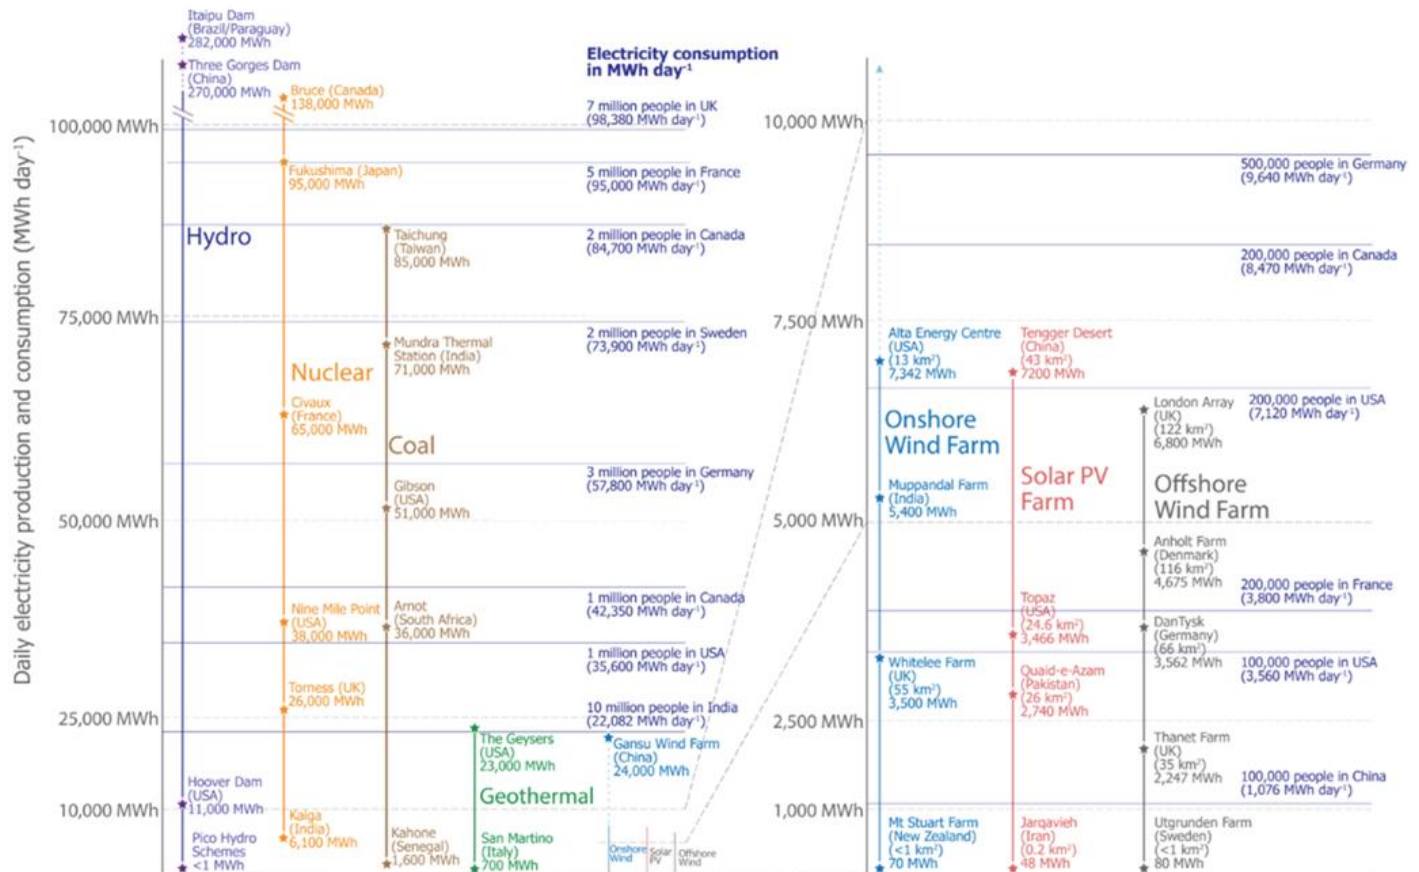 Daily electricity production and consumption (MWh day⁻¹)
100,000 MWh
75,000 MWh
50,000 MWh
25,000 MWh
10,000 MWh
Itaipu Dam
(Brazil/Paraguay)
282,000 MWh
Three Gorges Dam
(China)
270,000 MWh
Hydro
Hoover Dam
(USA)
11,000 MWh
Pico Hydro
Schemes
<1 MWh
Bruce (Canada)
138,000 MWh
Fukushima (Japan)
95,000 MWh
Nuclear
Civaux
(France)
65,000 MWh
Nine Mile Point
(USA)
38,000 MWh
Torness (UK)
26,000 MWh
Kaiga
(India)
6,100 MWh
Taichung
(Taiwan)
85,000 MWh
Mundra Thermal
Station (India)
71,000 MWh
Coal
Gibson
(USA)
51,000 MWh
Arnot
(South Africa)
36,000 MWh
Kahone
(Senegal)
1,600 MWh
The Geysers
(USA)
23,000 MWh
Geothermal
San Martino
(Italy)
700 MWh
Electricity consumption
in MWh day⁻¹
7 million people in UK
(98,380 MWh day⁻¹)
5 million people in France
(95,000 MWh day⁻¹)
2 million people in Canada
(84,700 MWh day⁻¹)
2 million people in Sweden
(73,900 MWh day⁻¹)
3 million people in Germany
(57,800 MWh day⁻¹)
1 million people in Canada
(42,350 MWh day⁻¹)
1 million people in USA
(35,600 MWh day⁻¹)
10 million people in India
(22,082 MWh day⁻¹)
Gansu Wind Farm
(China)
24,000 MWh
Onshore
Wind
Solar
PV
Offshore
Wind
10,000 MWh
7,500 MWh
5,000 MWh
2,500 MWh
1,000 MWh
Alta Energy Centre
(USA)
(13 km²)
7,342 MWh
Onshore
Wind Farm
Muppandal Farm
(India)
5,400 MWh
Whitelee Farm
(UK)
(55 km²)
3,500 MWh
Mt Stuart Farm
(New Zealand)
(<1 km²)
70 MWh
Tengger Desert
(China)
(43 km²)
7200 MWh
Solar PV
Farm
Topaz
(USA)
(24.6 km²)
3,466 MWh
Quaid-e-Azam
(Pakistan)
(26 km²)
2,740 MWh
Jarqavieh
(Iran)
(0.2 km²)
48 MWh
London Array
(UK)
(122 km²)
6,800 MWh
Offshore
Wind Farm
Anholt Farm
(Denmark)
(116 km²)
4,675 MWh
DanTysk
(Germany)
(66 km²)
3,562 MWh
Thanet Farm
(UK)
(35 km²)
2,247 MWh
Utgrunden Farm
(Sweden)
(<1 km²)
80 MWh
500,000 people in Germany
(9,640 MWh day⁻¹)
200,000 people in Canada
(8,470 MWh day⁻¹)
200,000 people in USA
(7,120 MWh day⁻¹)
200,000 people in France
(3,800 MWh day⁻¹)
100,000 people in USA
(3,560 MWh day⁻¹)
100,000 people in China
(1,076 MWh day⁻¹)